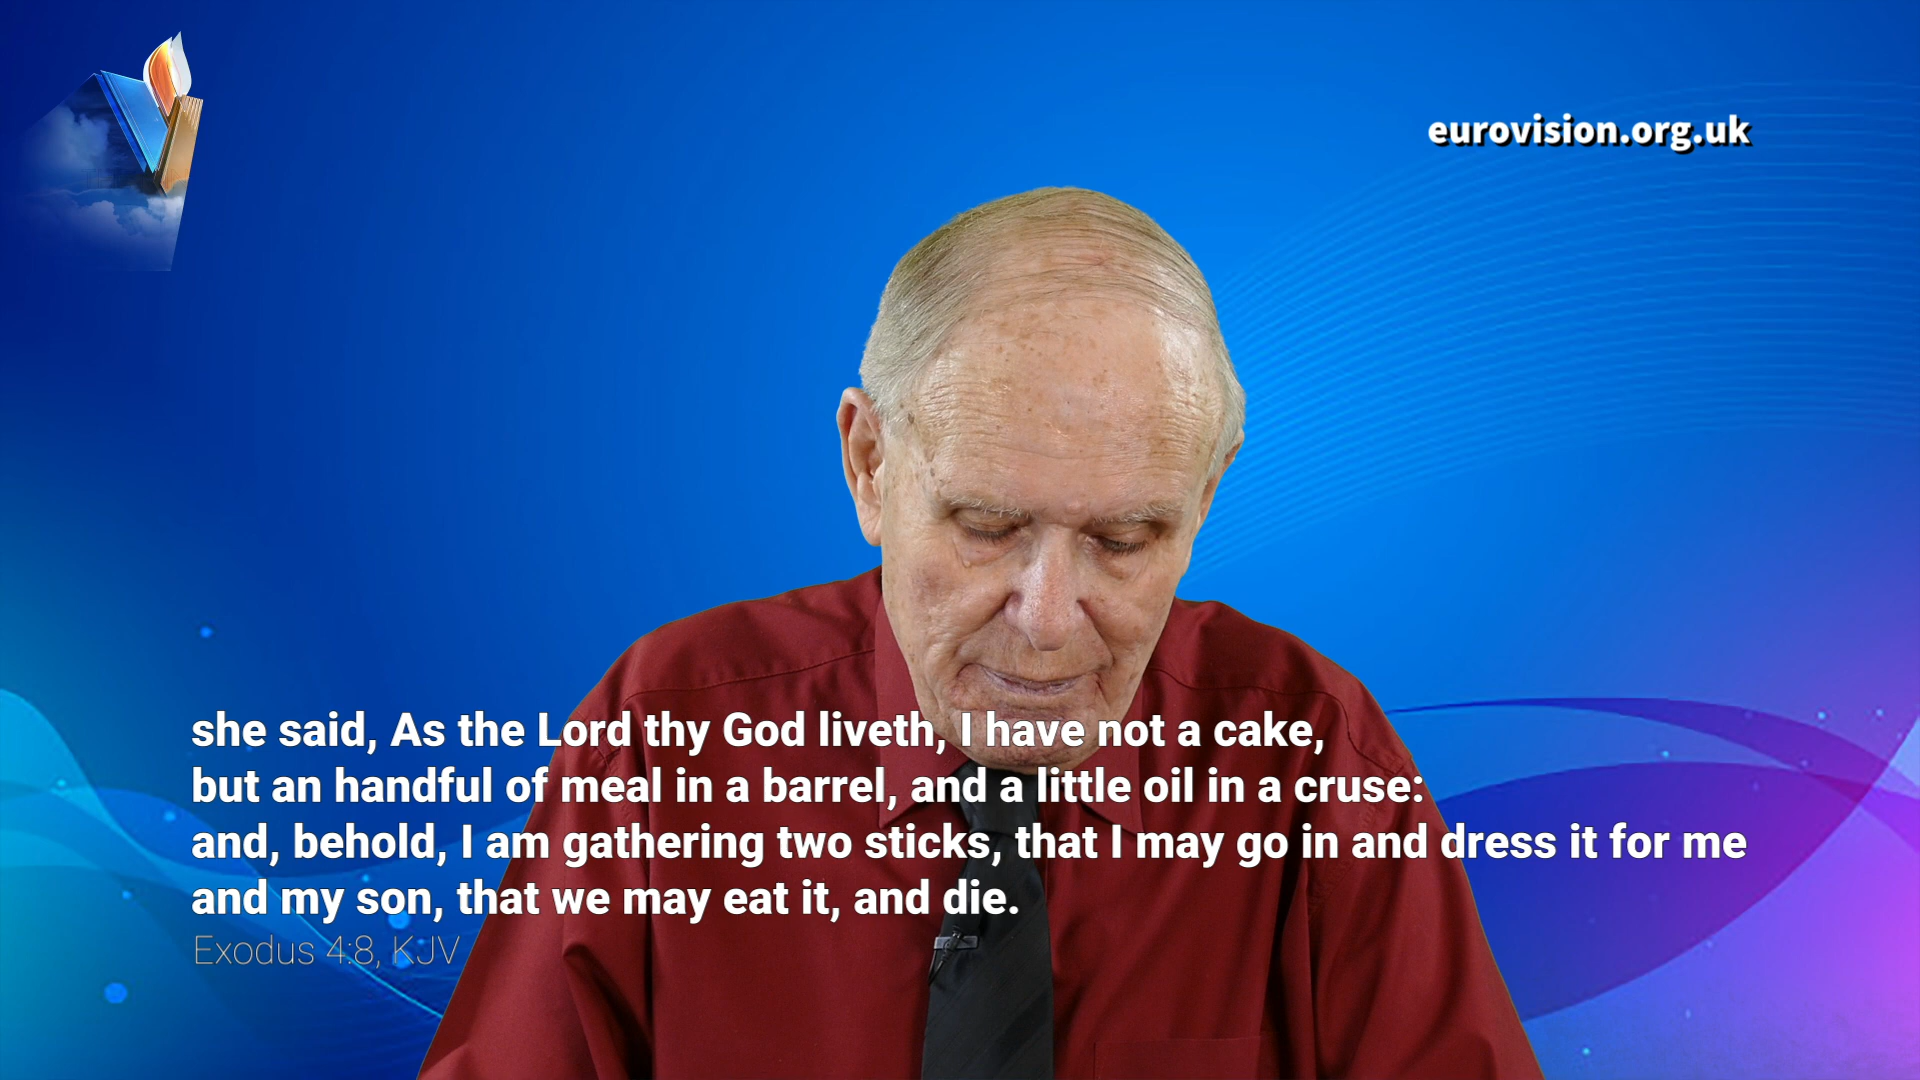 eurovision.org.uk
she said, As the Lord thy God liveth, I have not a cake,
but an handful of meal in a barrel, and a little oil in a cruse:
and, behold, I am gathering two sticks, that I may go in and dress it for me
and my son, that we may eat it, and die.
Exodus 4:8, KJV